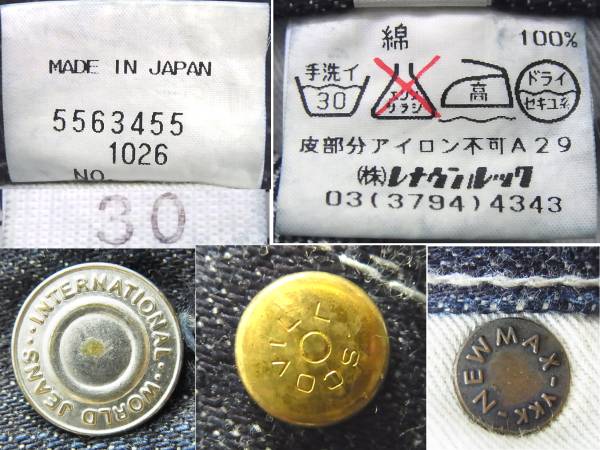 MADE IN JAPAN
5563455
1026
NO.
30
綿 100%
手洗イ
30
エンソ
サラシ
高
ドライ
セキユ系
皮部分アイロン不可A29
(株)レナウンルック
03(3794)4343
INTERNATIONAL・・WORLD JEANS・・
SCOVILL
NEWMAX-YKK-